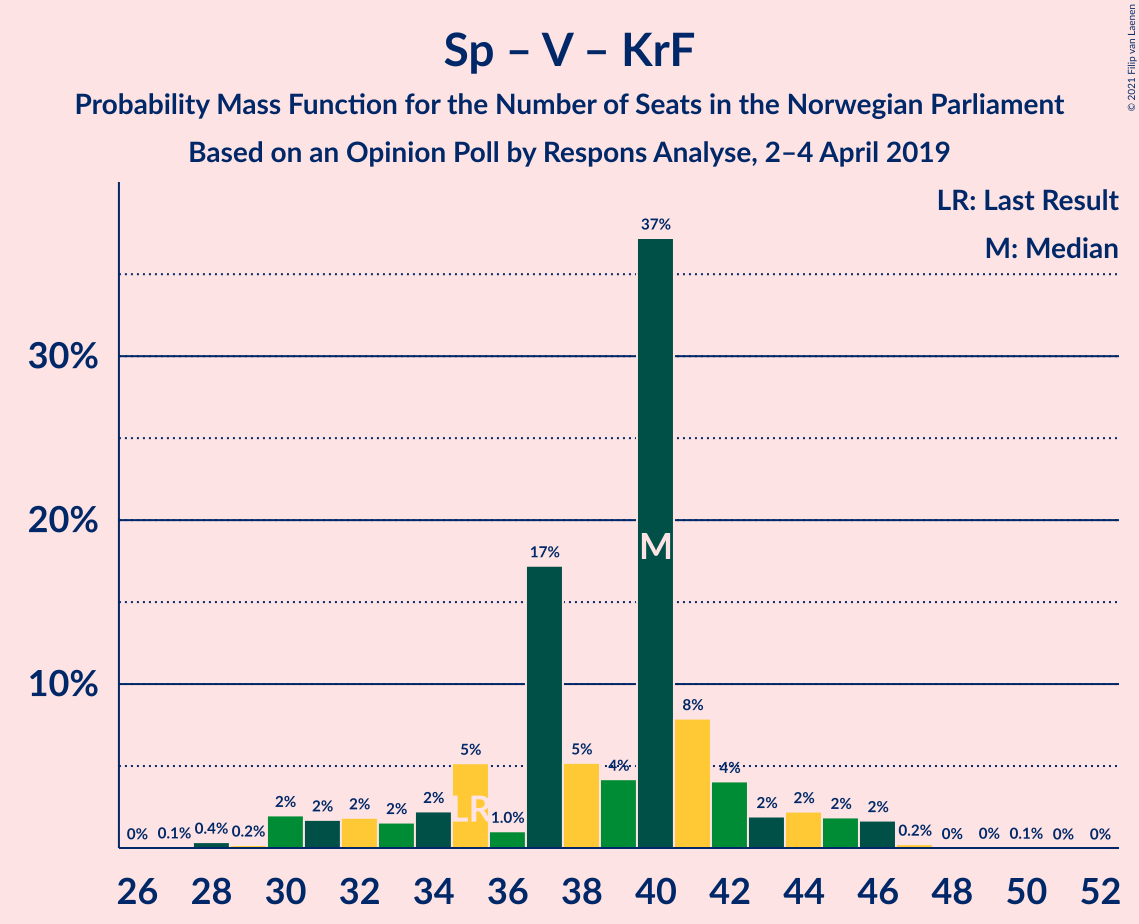 Sp – V – KrF
Probability Mass Function for the Number of Seats in the Norwegian Parliament
Based on an Opinion Poll by Respons Analyse, 2–4 April 2019
© 2021 Filip van Laenen
LR: Last Result
M: Median
30%
20%
10%
0% 0.1% 0.4% 0.2% 2% 2% 2% 2% 2% 5% 1.0% 17% 5% 4% 37% 8% 4% 2% 2% 2% 2% 0.2% 0% 0% 0.1% 0% 0%
LR
M
26 28 30 32 34 36 38 40 42 44 46 48 50 52